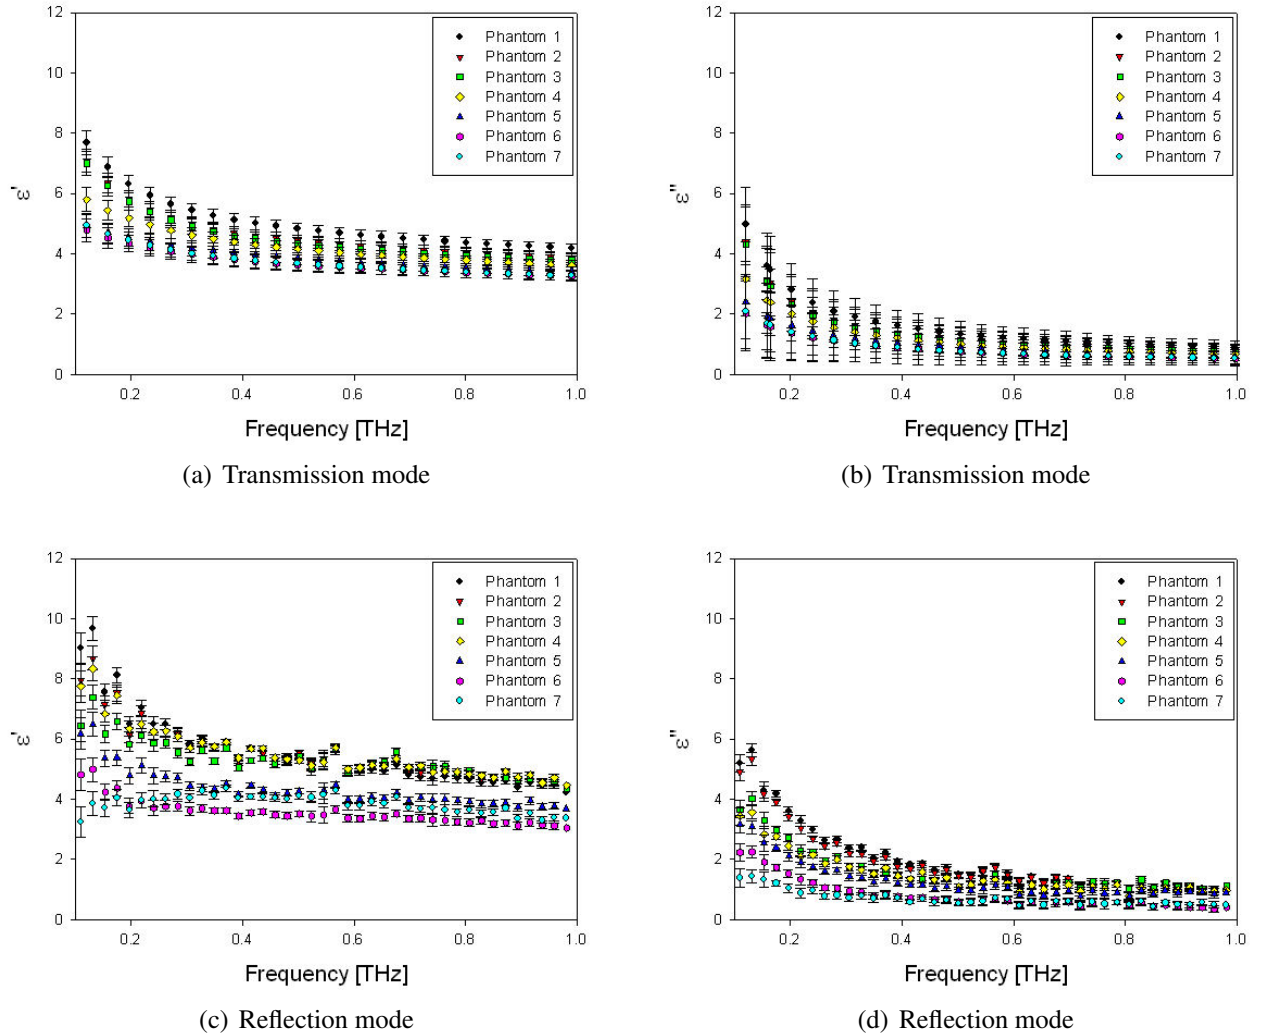 12
10
8
6
4
2
0
ε'
0.2 0.4 0.6 0.8 1.0
Frequency [THz]
Phantom 1
Phantom 2
Phantom 3
Phantom 4
Phantom 5
Phantom 6
Phantom 7
(a) Transmission mode
12
10
8
6
4
2
0
ε"
0.2 0.4 0.6 0.8 1.0
Frequency [THz]
Phantom 1
Phantom 2
Phantom 3
Phantom 4
Phantom 5
Phantom 6
Phantom 7
(b) Transmission mode
12
10
8
6
4
2
0
ε'
0.2 0.4 0.6 0.8 1.0
Frequency [THz]
Phantom 1
Phantom 2
Phantom 3
Phantom 4
Phantom 5
Phantom 6
Phantom 7
(c) Reflection mode
12
10
8
6
4
2
0
ε"
0.2 0.4 0.6 0.8 1.0
Frequency [THz]
Phantom 1
Phantom 2
Phantom 3
Phantom 4
Phantom 5
Phantom 6
Phantom 7
(d) Reflection mode